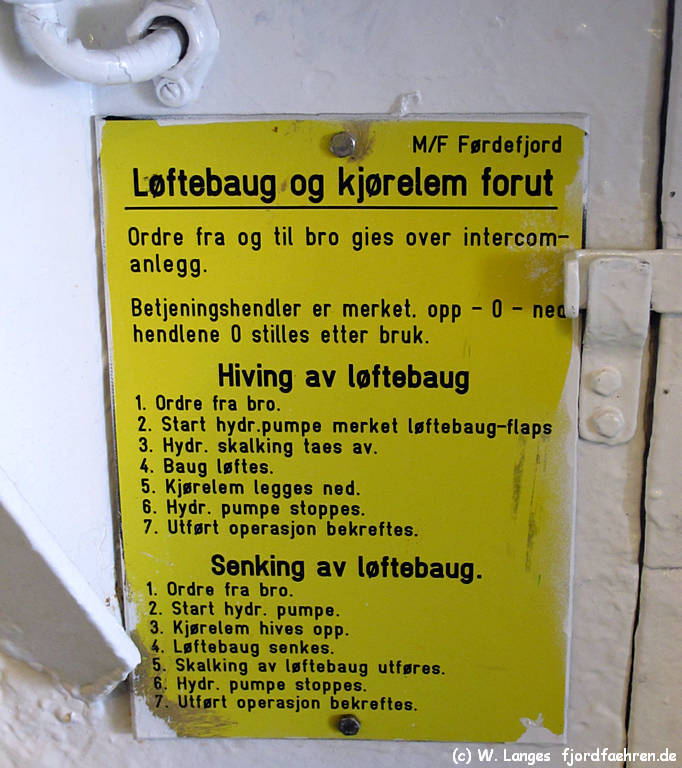 M/F Førdefjord
Løftebaug og kjørelem forut
Ordre fra og til bro gies over intercom-
anlegg.
Betjeningshendler er merket. opp - 0 - ned
hendlene 0 stilles etter bruk.
Hiving av løftebaug
1. Ordre fra bro.
2. Start hydr.pumpe merket løftebaug-flaps
3. Hydr. skalking taes av.
4. Baug løftes.
5. Kjørelem legges ned.
6. Hydr. pumpe stoppes.
7. Utført operasjon bekreftes.
Senking av løftebaug.
1. Ordre fra bro.
2. Start hydr. pumpe.
3. Kjørelem hives opp.
4. Løftebaug senkes.
5. Skalking av løftebaug utføres.
6. Hydr. pumpe stoppes.
7. Utført operasjon bekreftes.
(c) W. Langes fjordfaehren.de